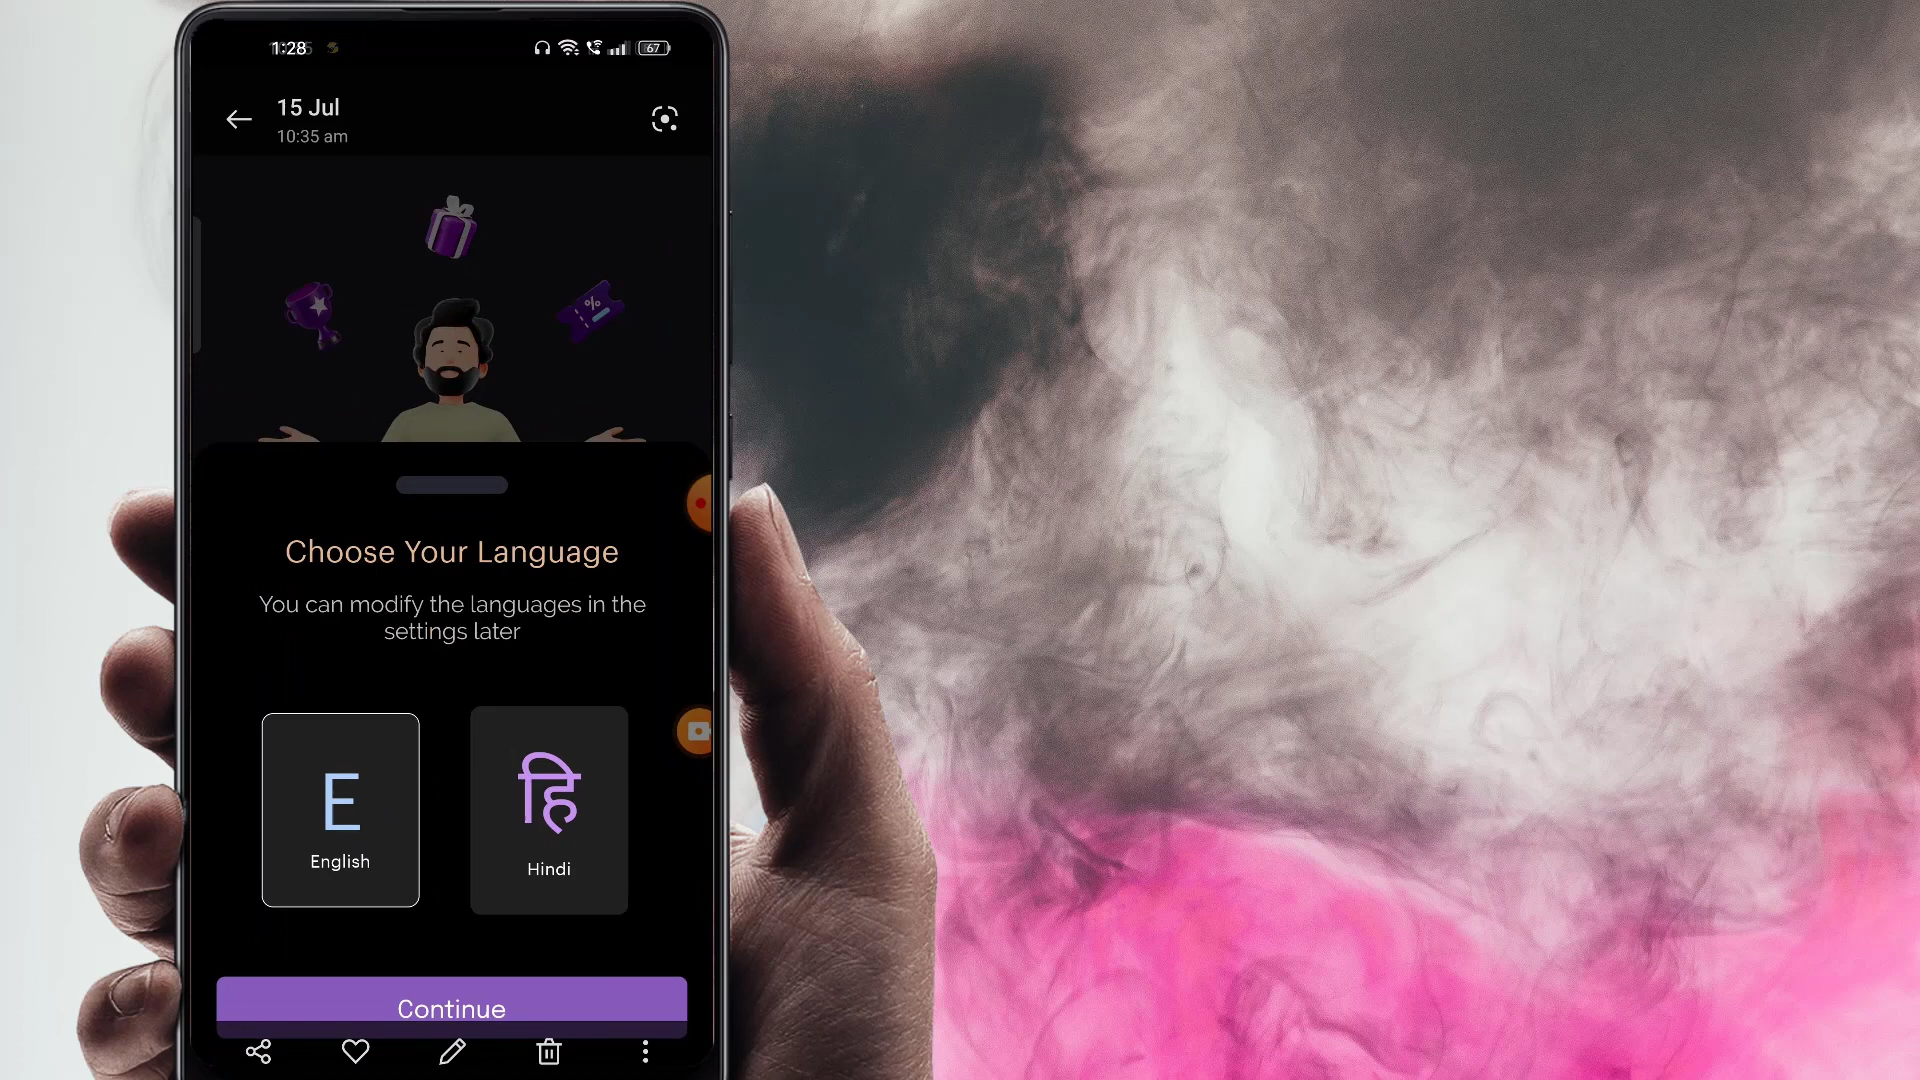 1:28
67
15 Jul
10:35 am
%
Choose Your Language
You can modify the languages in the
settings later
E
हि
English
Hindi
Continue